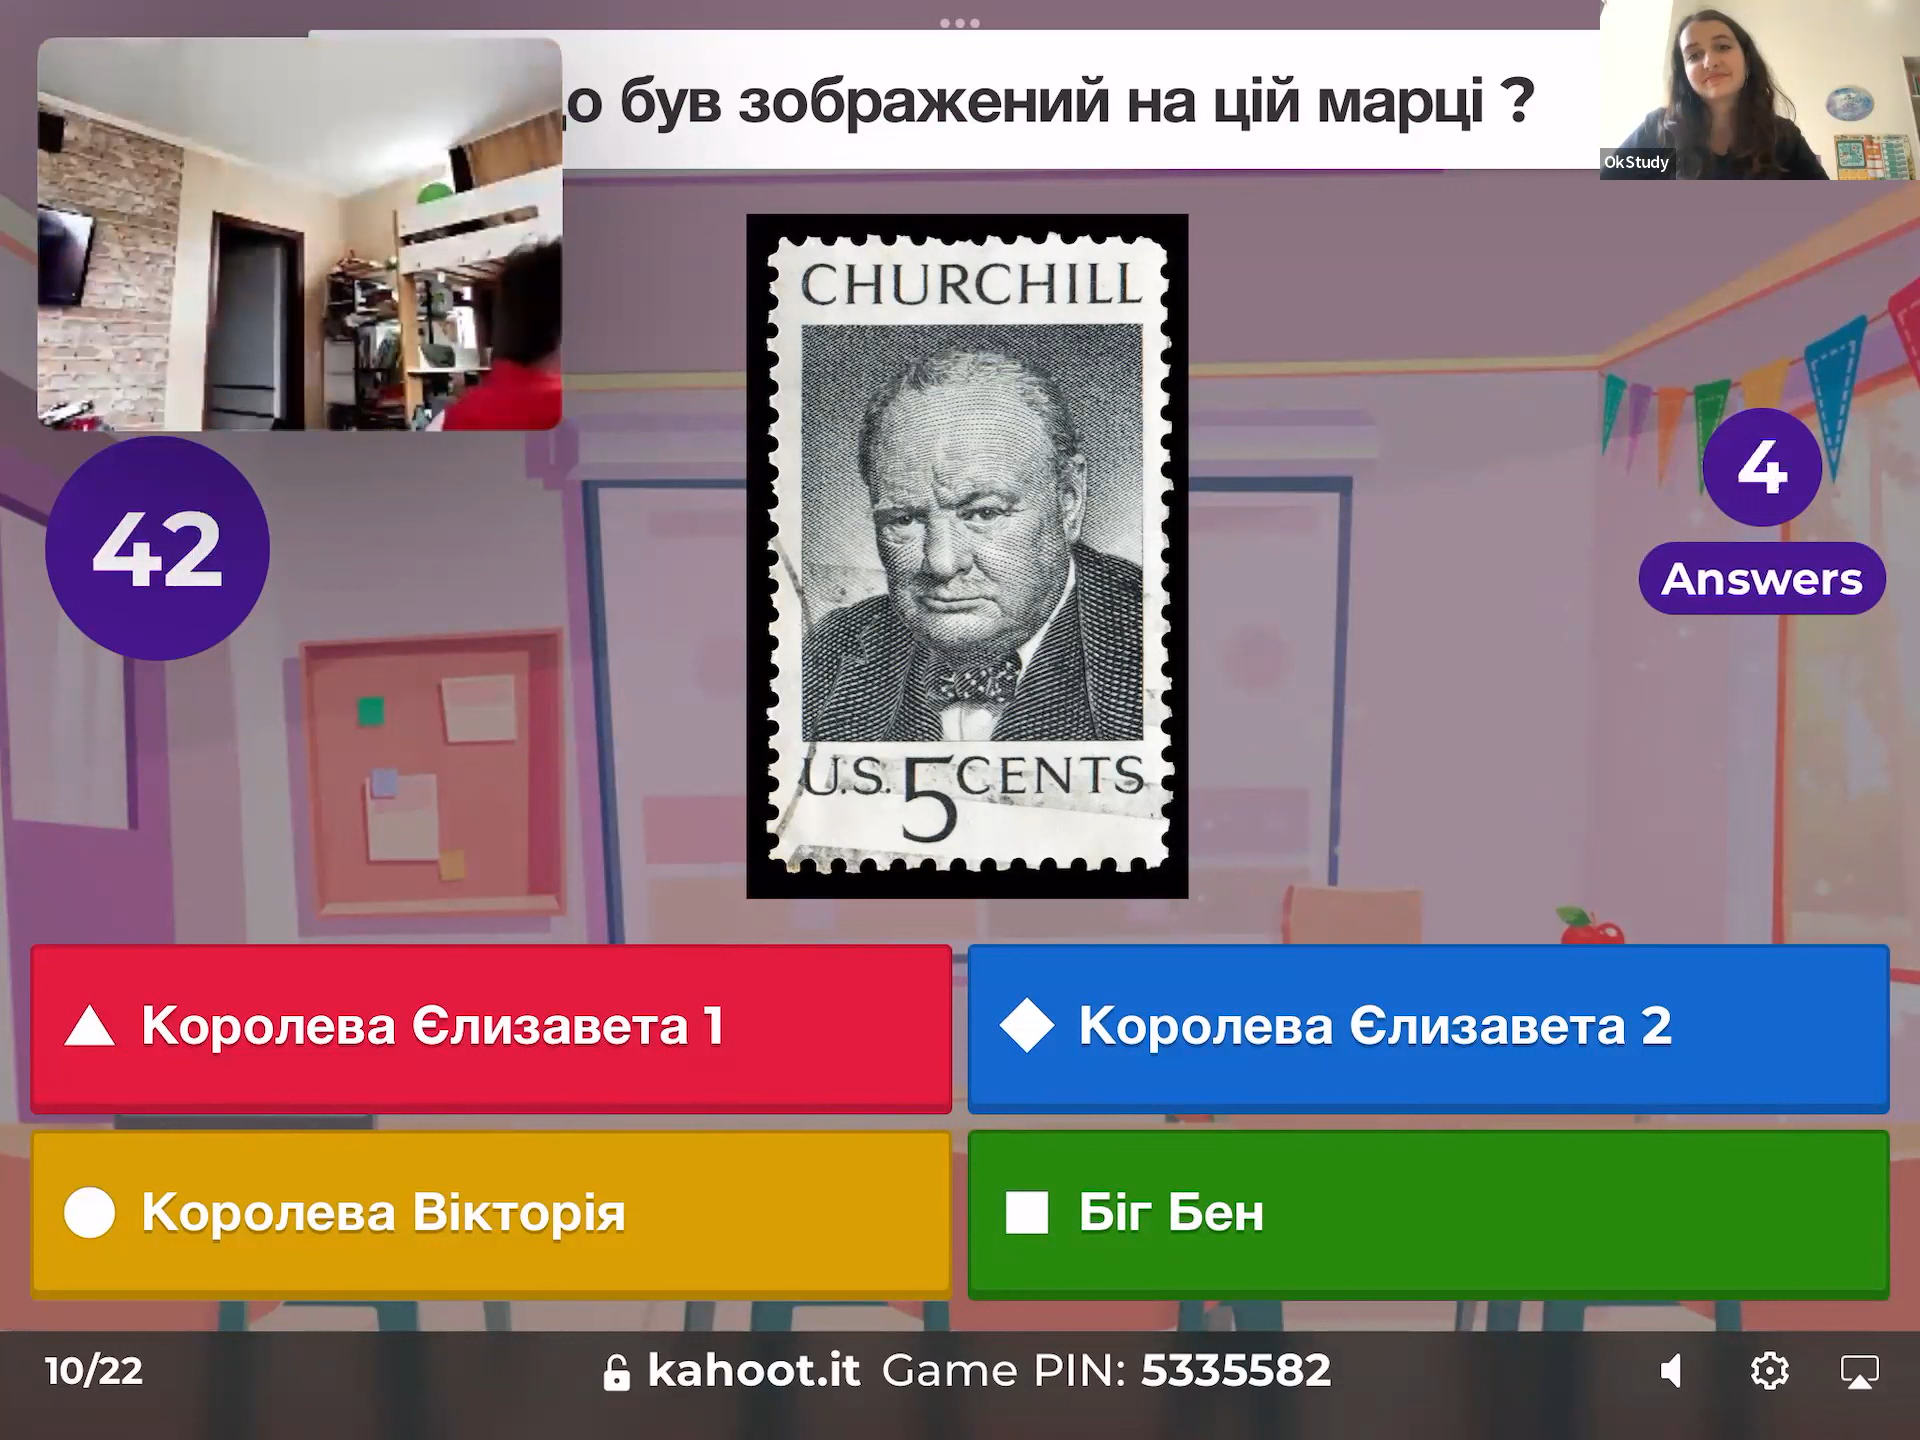 був зображений на цій марці ?
OkStudy
CHURCHILL
U.S. 5 CENTS
42
4
Answers
Королева Єлизавета 1
Королева Єлизавета 2
Королева Вікторія
Біг Бен
10/22
kahoot.it Game PIN: 5335582